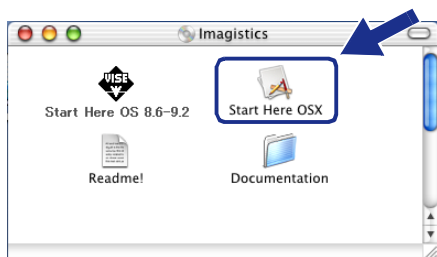 Imagistics
VISE
Start Here OS 8.6-9.2
Start Here OSX
Readme!
Documentation